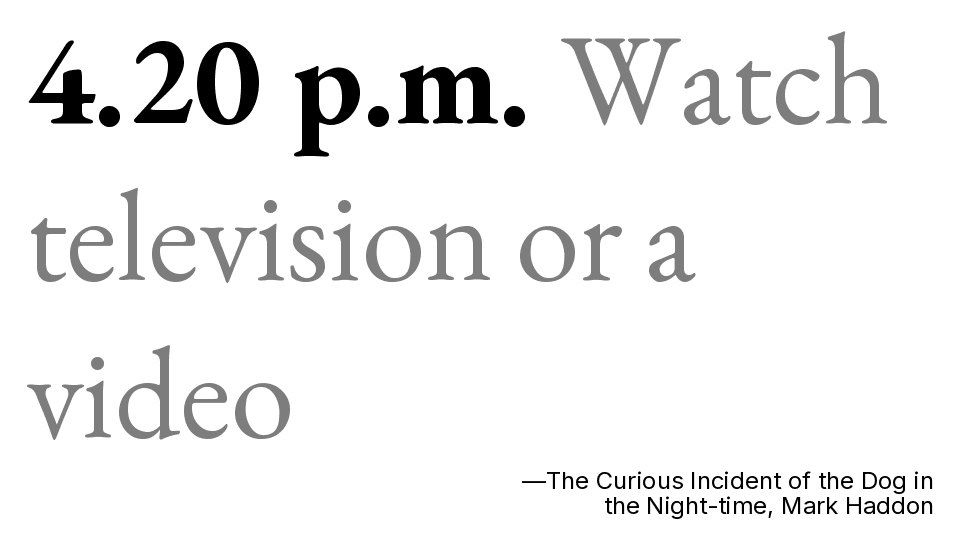 4.20 p.m. Watch
television or a
video
—The Curious Incident of the Dog in
the Night-time, Mark Haddon